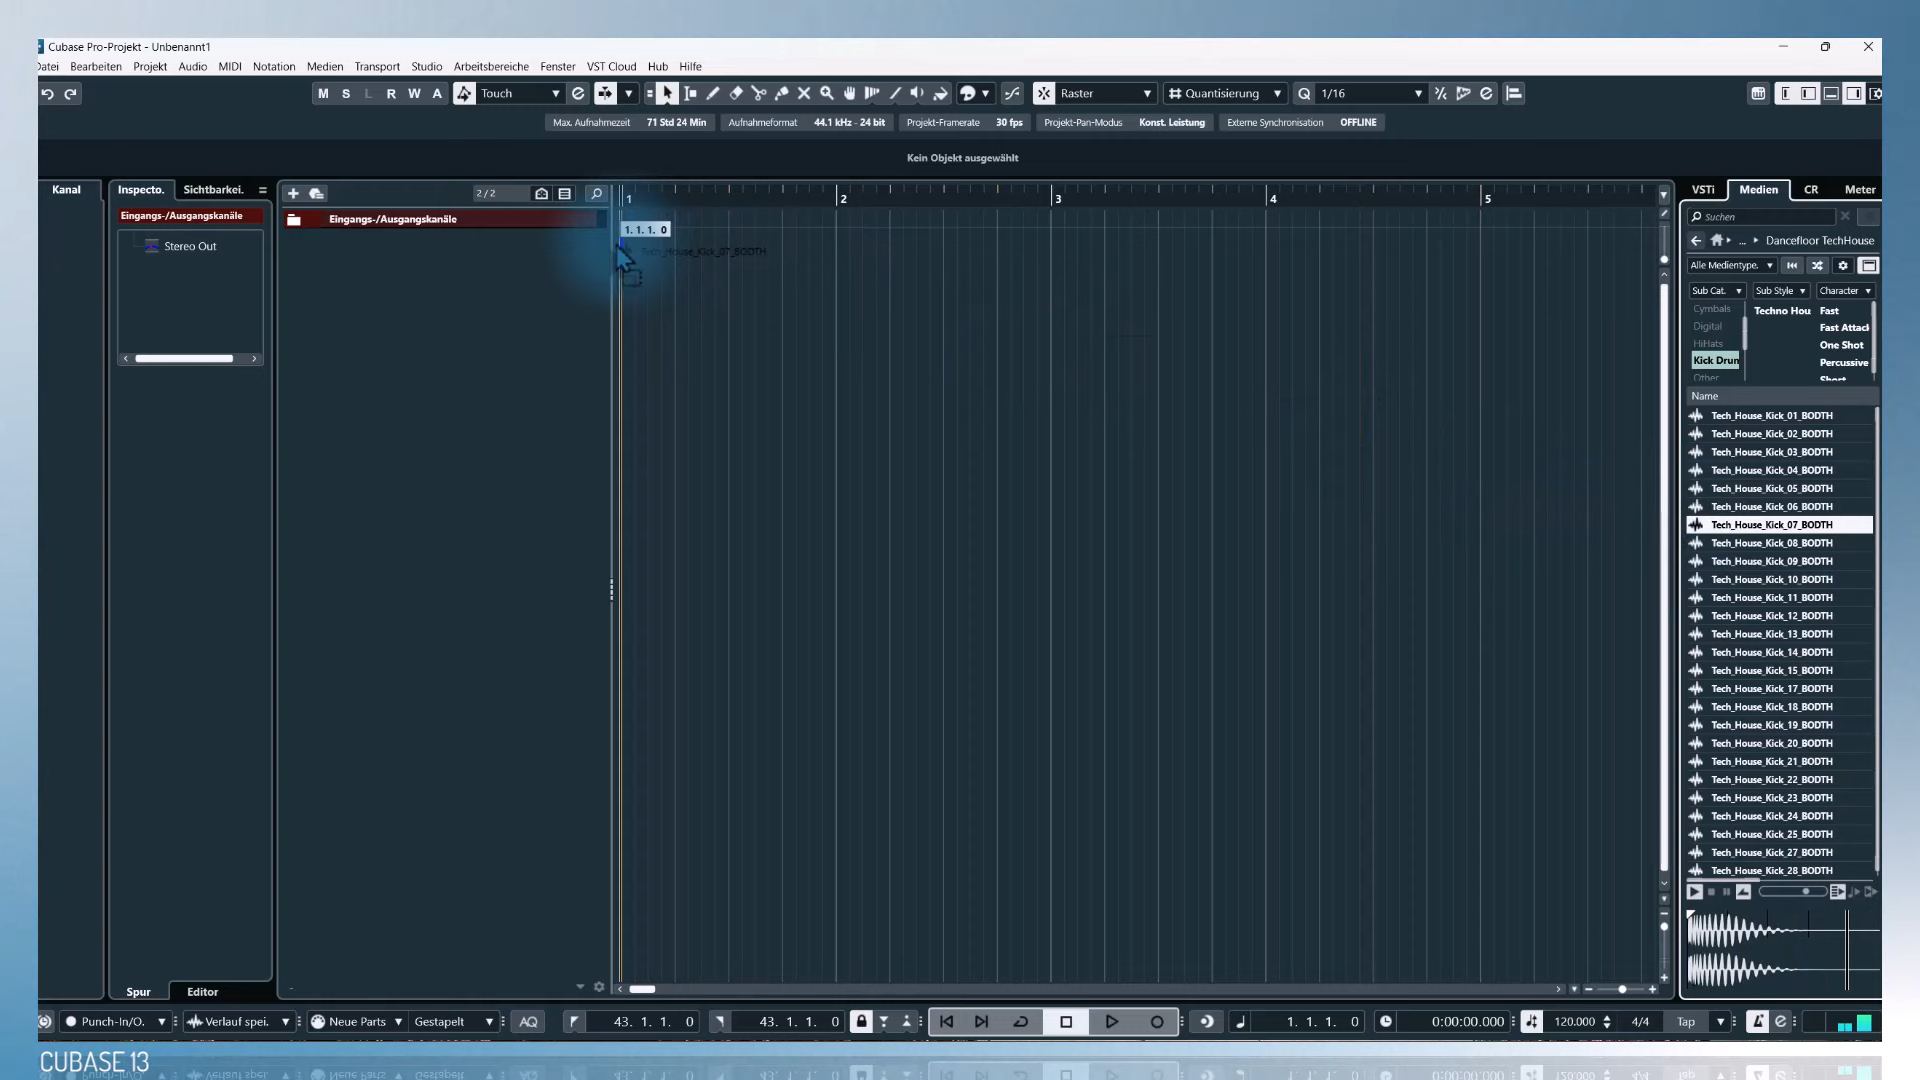 Cubase Pro-Projekt - Unbenannt1
Datei Bearbeiten Projekt Audio MIDI Notation Medien Transport Studio Arbeitsbereiche Fenster VST Cloud Hub Hilfe
M S L R W A Touch Raster Quantisierung Q 1/16
Max. Aufnahmezeit 71 Std 24 Min Aufnahmeformat 44.1 kHz - 24 bit Projekt-Framerate 30 fps Projekt-Pan-Modus Konst. Leistung Externe Synchronisation OFFLINE
Kein Objekt ausgewählt
Kanal Inspecto. Sichtbarkei. 2 / 2 1 2 3 4 5 VSTi Medien CR Meter
Eingangs-/Ausgangskanäle
Stereo Out
Eingangs-/Ausgangskanäle
1. 1. 1. 0
Tech_House_Kick_07_BODTH
Suchen
... Dancefloor TechHouse
Alle Medientype.
Sub Cat. Sub Style Character
Cymbals Techno Hou Fast
Digital Fast Attack
HiHats One Shot
Kick Drum Percussive
Other Short
Name
Tech_House_Kick_01_BODTH
Tech_House_Kick_02_BODTH
Tech_House_Kick_03_BODTH
Tech_House_Kick_04_BODTH
Tech_House_Kick_05_BODTH
Tech_House_Kick_06_BODTH
Tech_House_Kick_07_BODTH
Tech_House_Kick_08_BODTH
Tech_House_Kick_09_BODTH
Tech_House_Kick_10_BODTH
Tech_House_Kick_11_BODTH
Tech_House_Kick_12_BODTH
Tech_House_Kick_13_BODTH
Tech_House_Kick_14_BODTH
Tech_House_Kick_15_BODTH
Tech_House_Kick_17_BODTH
Tech_House_Kick_18_BODTH
Tech_House_Kick_19_BODTH
Tech_House_Kick_20_BODTH
Tech_House_Kick_21_BODTH
Tech_House_Kick_22_BODTH
Tech_House_Kick_23_BODTH
Tech_House_Kick_24_BODTH
Tech_House_Kick_25_BODTH
Tech_House_Kick_27_BODTH
Tech_House_Kick_28_BODTH
Spur Editor
Punch-In/O. Verlauf spei. Neue Parts Gestapelt AQ 43. 1. 1. 0 43. 1. 1. 0 1. 1. 1. 0 0:00:00.000 120.000 4/4 Tap
CUBASE 13